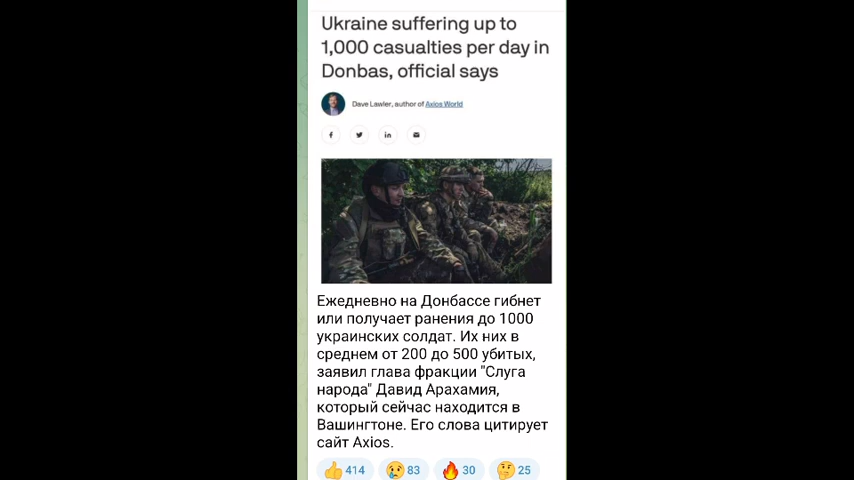 Ukraine suffering up to
1,000 casualties per day in
Donbas, official says
Dave Lawler, author of Axios World
Ежедневно на Донбассе гибнет
или получает ранения до 1000
украинских солдат. Их них в
среднем от 200 до 500 убитых,
заявил глава фракции "Слуга
народа" Давид Арахамия,
который сейчас находится в
Вашингтоне. Его слова цитирует
сайт Axios.
414 83 30 25